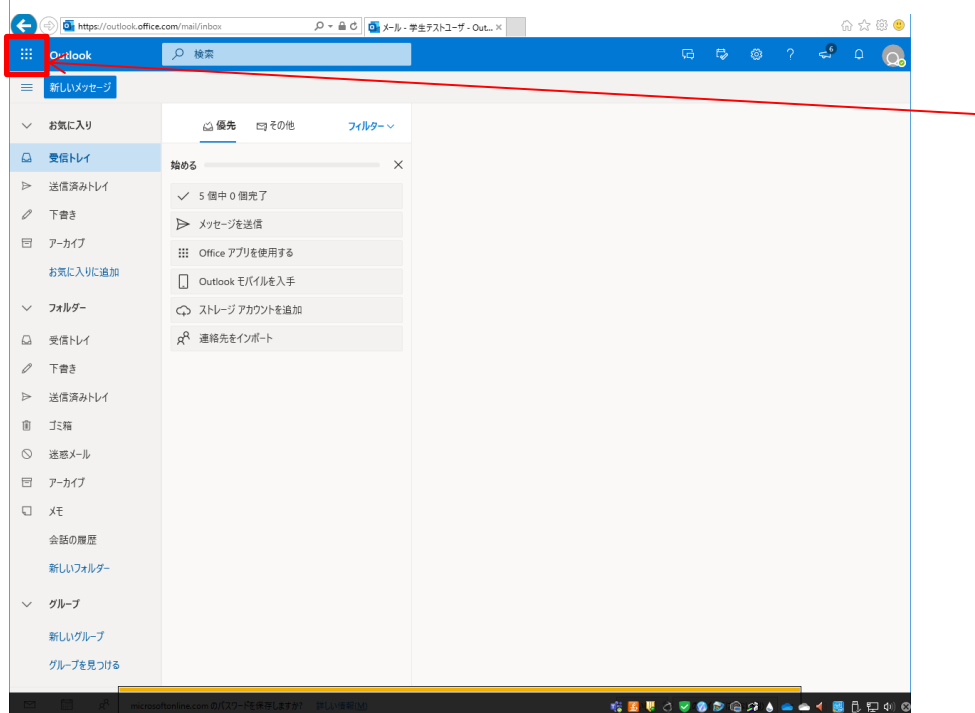 https://outlook.office.com/mail/inbox
メール - 学生テストユーザ - Out...
Outlook
検索
6
新しいメッセージ
お気に入り
優先
その他
フィルター
受信トレイ
始める
送信済みトレイ
5 個中 0 個完了
下書き
メッセージを送信
アーカイブ
Office アプリを使用する
お気に入りに追加
Outlook モバイルを入手
フォルダー
ストレージ アカウントを追加
受信トレイ
連絡先をインポート
下書き
送信済みトレイ
ゴミ箱
迷惑メール
アーカイブ
メモ
会話の履歴
新しいフォルダー
グループ
新しいグループ
グループを見つける
microsoftonline.com のパスワードを保存しますか? 詳しい情報(M)